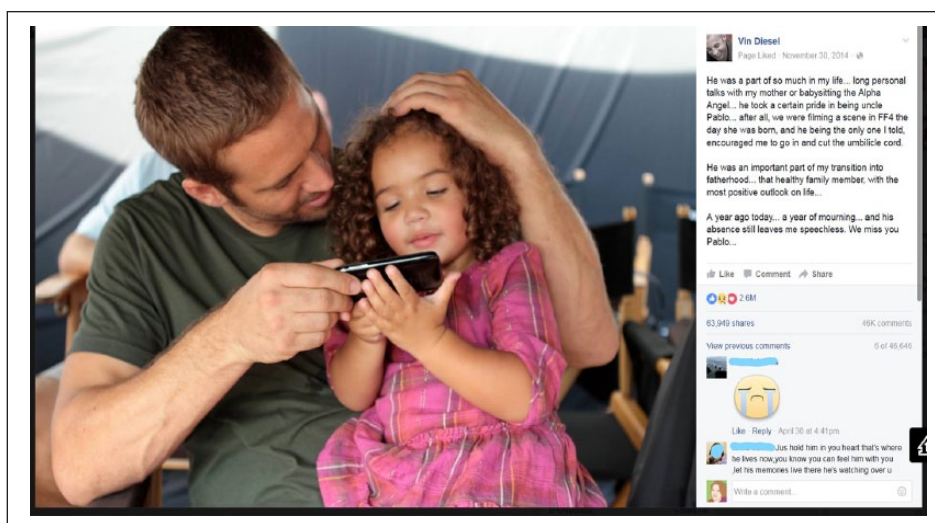 Vin Diesel
Page Liked · November 30, 2014 ·
He was a part of so much in my life... long personal
talks with my mother or babysitting the Alpha
Angel... he took a certain pride in being uncle
Pablo... after all, we were filming a scene in FF4 the
day she was born, and he being the only one I told,
encouraged me to go in and cut the umbilicle cord.
He was an important part of my transition into
fatherhood... that healthy family member, with the
most positive outlook on life...
A year ago today... a year of mourning... and his
absence still leaves me speechless. We miss you
Pablo...
Like Comment Share
2.6M
63,949 shares 46K comments
View previous comments 6 of 46,646
Like · Reply · April 30 at 4:41pm
Jus hold him in you heart that's where
he lives now,you know you can feel him with you
,let his memories live there he's watching over u
Write a comment...